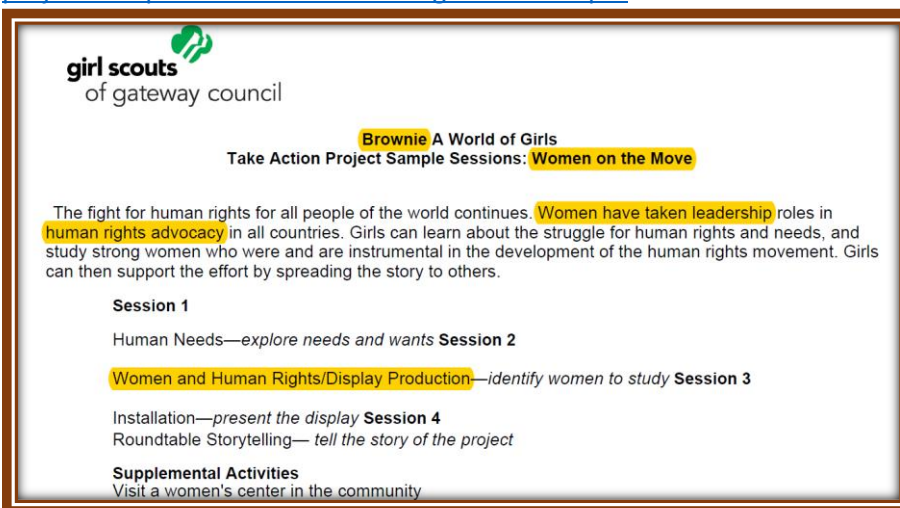 girl scouts
of gateway council
Brownie A World of Girls
Take Action Project Sample Sessions: Women on the Move
The fight for human rights for all people of the world continues. Women have taken leadership roles in
human rights advocacy in all countries. Girls can learn about the struggle for human rights and needs, and
study strong women who were and are instrumental in the development of the human rights movement. Girls
can then support the effort by spreading the story to others.
Session 1
Human Needs—explore needs and wants Session 2
Women and Human Rights/Display Production—identify women to study Session 3
Installation—present the display Session 4
Roundtable Storytelling— tell the story of the project
Supplemental Activities
Visit a women's center in the community